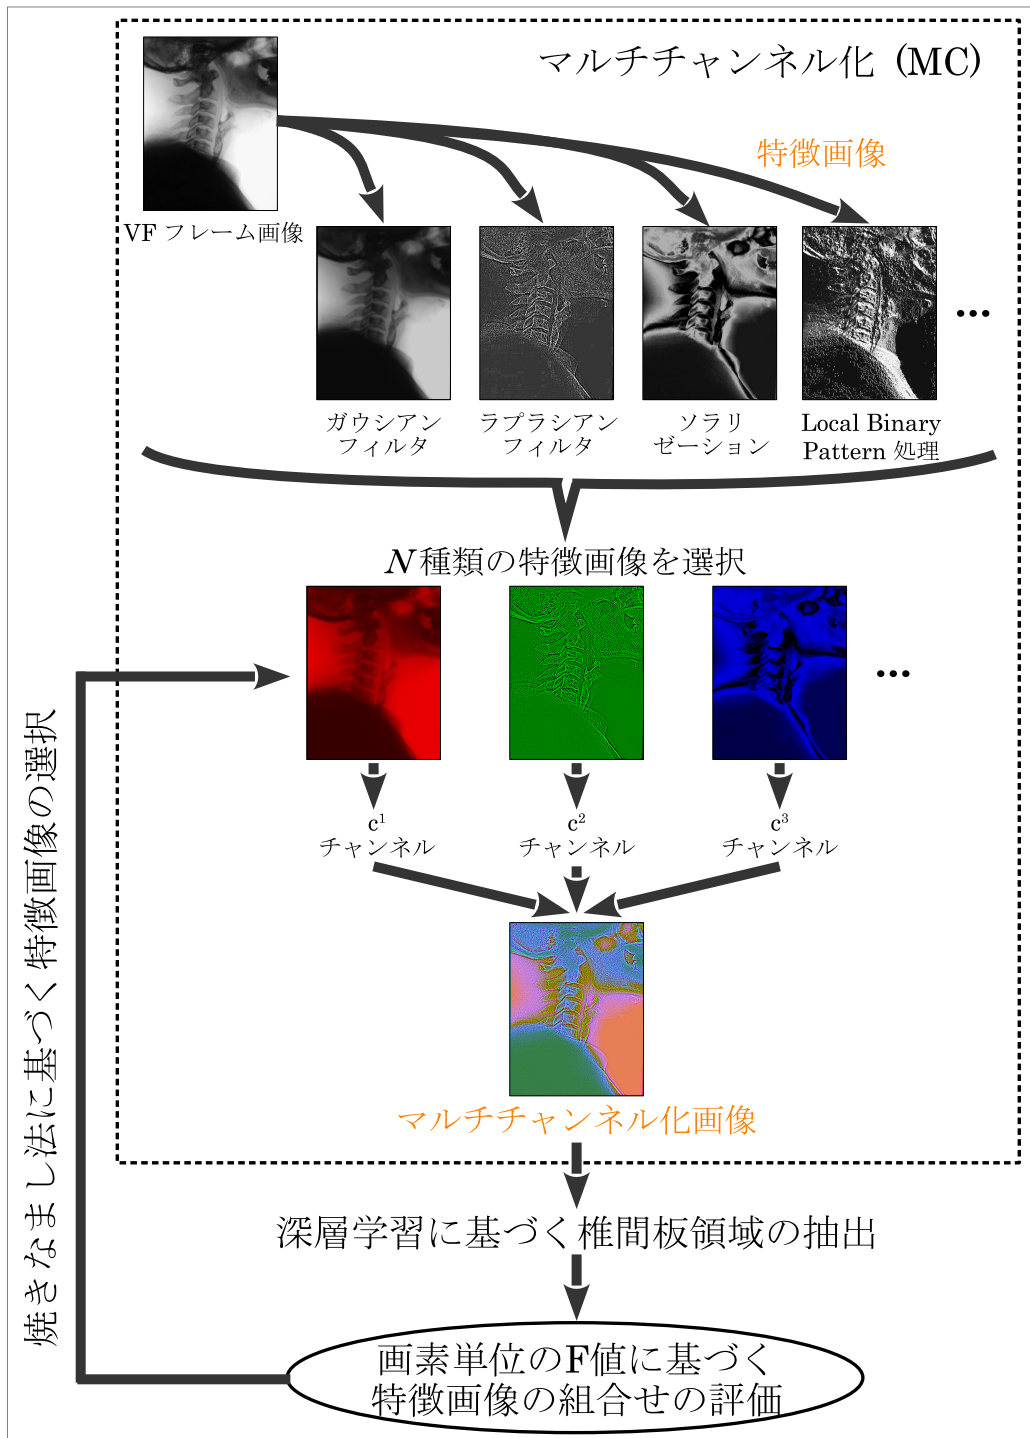 マルチチャンネル化 (MC)
特徴画像
VF フレーム画像
ガウシアン
フィルタ
ラプラシアン
フィルタ
ソラリ
ゼーション
Local Binary
Pattern 処理
...
N種類の特徴画像を選択
...
c¹
チャンネル
c²
チャンネル
c³
チャンネル
マルチチャンネル化画像
深層学習に基づく椎間板領域の抽出
画素単位のF値に基づく
特徴画像の組合せの評価
焼きなまし法に基づく特徴画像の選択